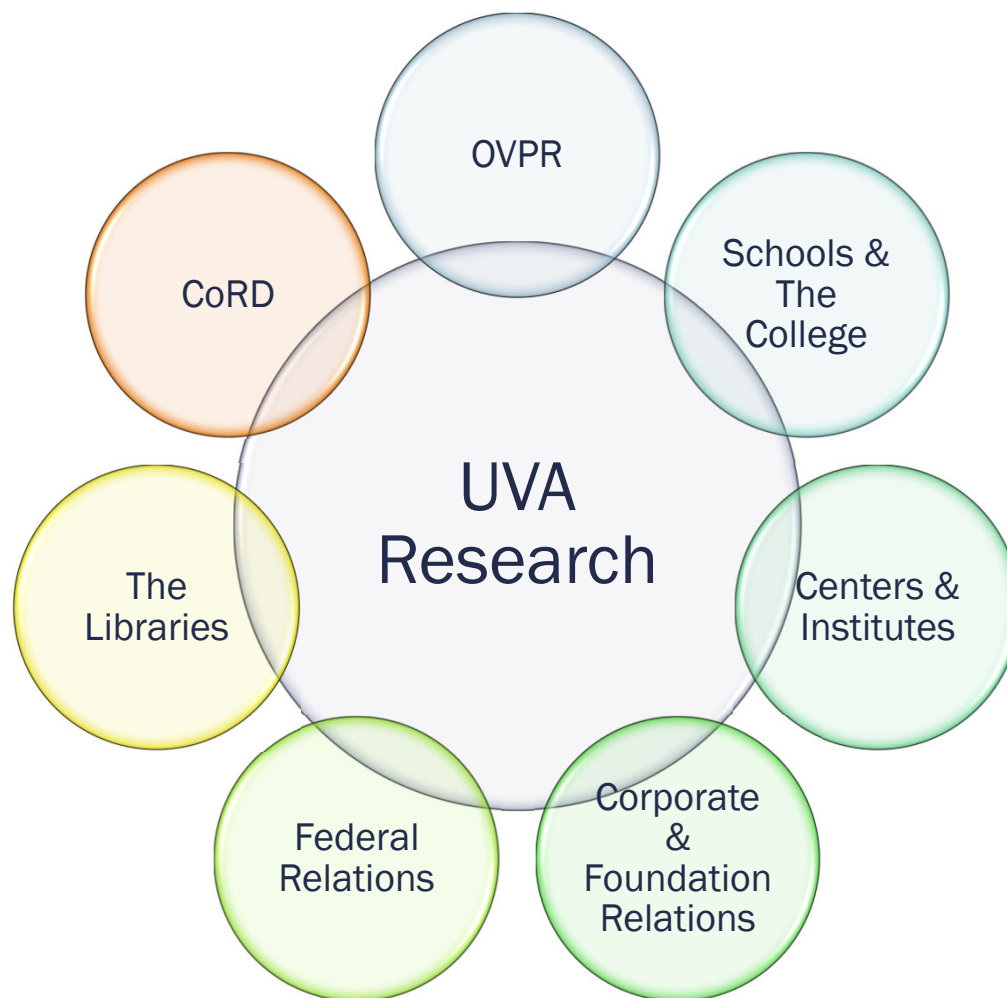 OVPR
Schools &
The
College
Centers &
Institutes
Corporate
&
Foundation
Relations
Federal
Relations
The
Libraries
CoRD
UVA
Research